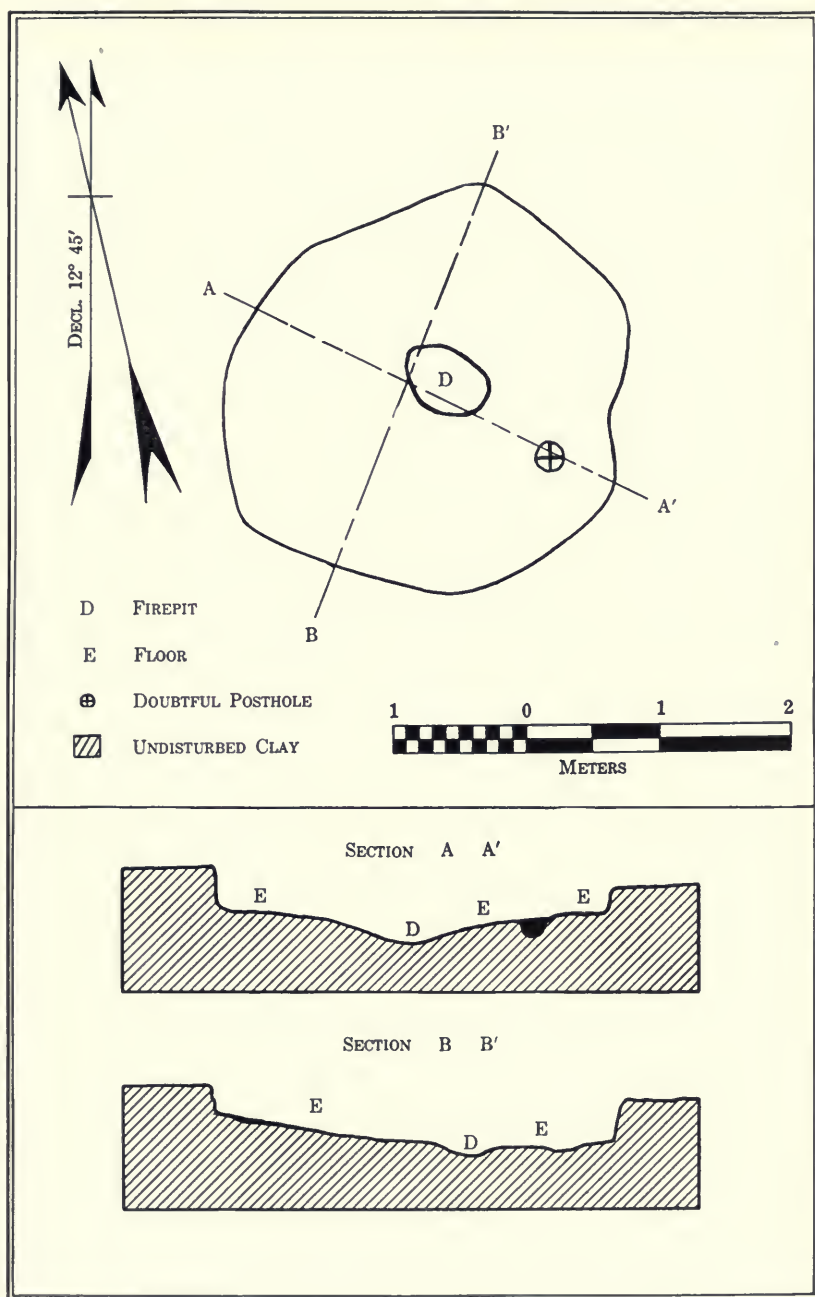 B'
A
DECL. 12° 45'
D
A'
B
D FIREPIT
E FLOOR
DOUBTFUL POSTHOLE
UNDISTURBED CLAY
1 0 1 2
METERS
SECTION A A'
E E E
D
SECTION B B'
E E
D